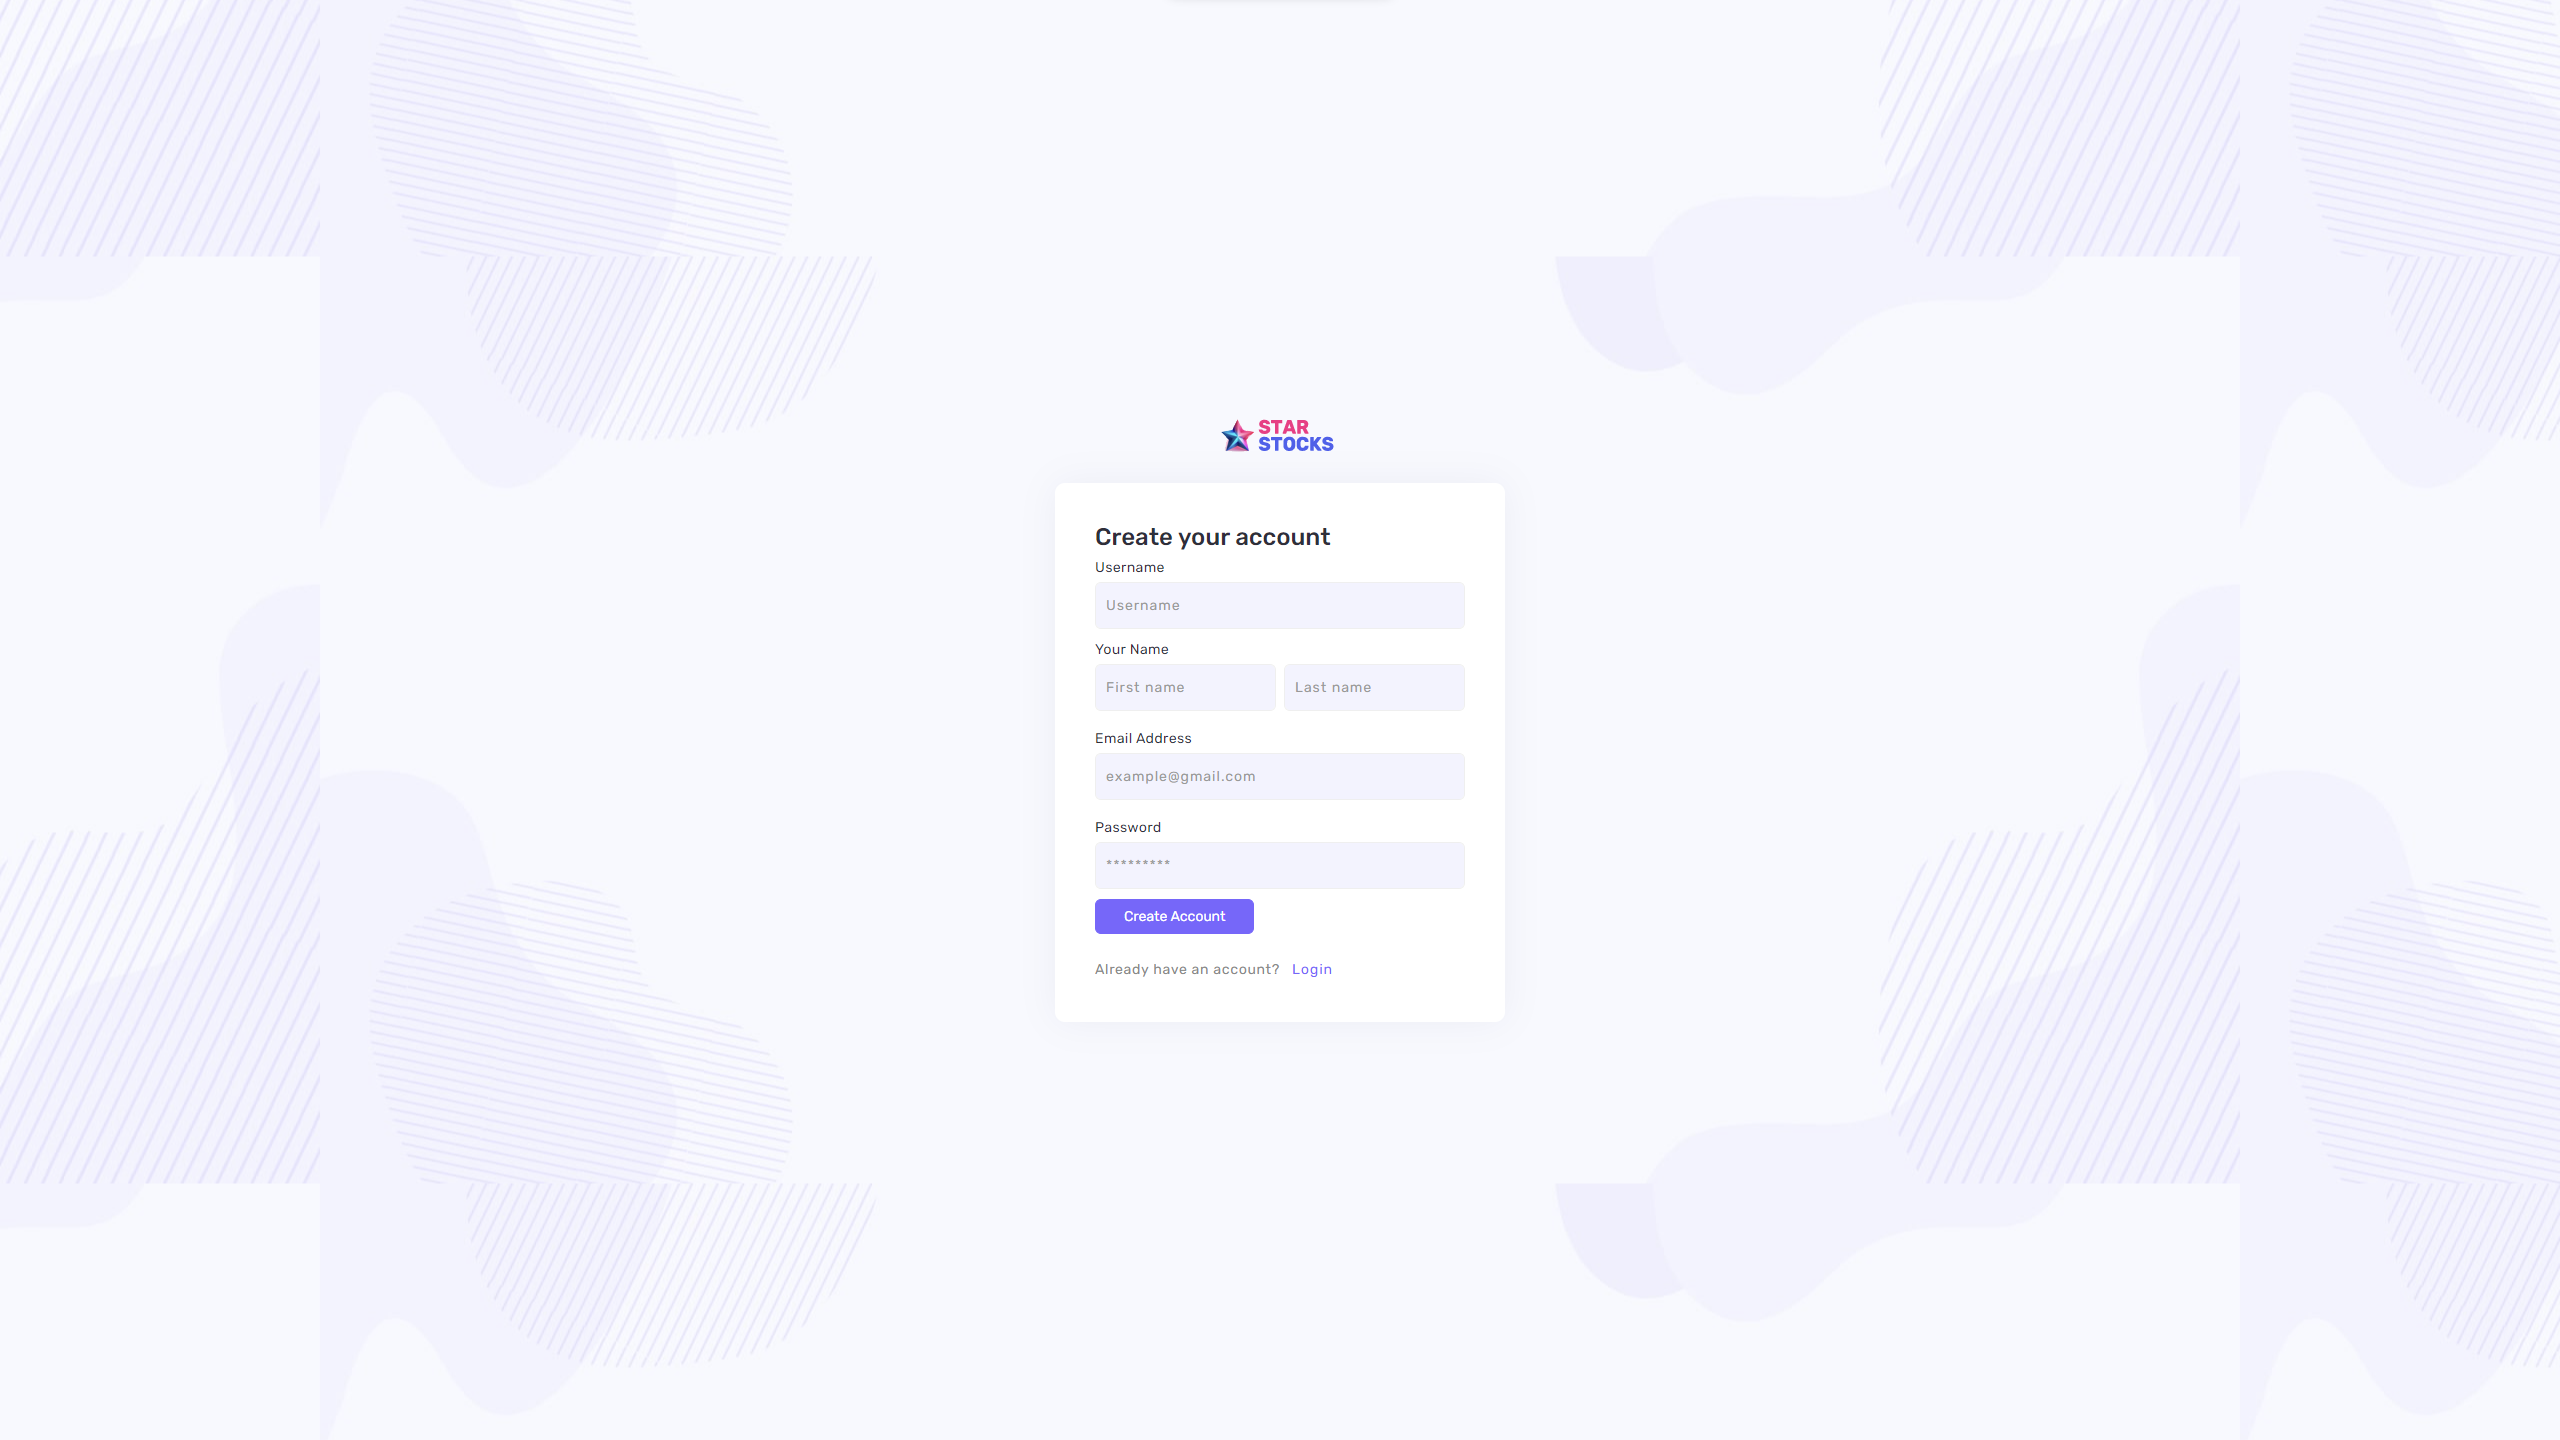 STAR
STOCKS
Create your account
Username
Username
Your Name
First name Last name
Email Address
example@gmail.com
Password
*********
Create Account
Already have an account? Login